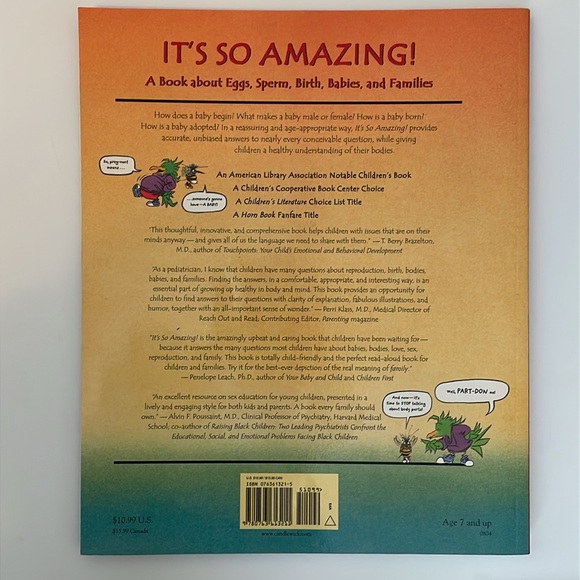 IT'S SO AMAZING!
A Book about Eggs, Sperm, Birth, Babies, and Families
How does a baby begin? What makes a baby male or female? How is a baby born?
How is a baby adopted? In a reassuring and age-appropriate way, It's So Amazing! provides
accurate, unbiased answers to nearly every conceivable question, while giving
children a healthy understanding of their bodies.
So, pregnant
means ...
...someone's gonna
have—A BABY!
An American Library Association Notable Children's Book
A Children's Cooperative Book Center Choice
A Children's Literature Choice List Title
A Horn Book Fanfare Title
"This thoughtful, innovative, and comprehensive book helps children with issues that are on their
minds anyway — and gives all of us the language we need to share with them." — T. Berry Brazelton,
M.D., author of Touchpoints: Your Child's Emotional and Behavioral Development
"As a pediatrician, I know that children have many questions about reproduction, birth, bodies,
babies, and families. Finding the answers, in a comfortable, appropriate, and interesting way, is an
essential part of growing up healthy in body and mind. This book provides an opportunity for
children to find answers to their questions with clarity of explanation, fabulous illustrations, and
humor, together with an all-important sense of wonder." — Perri Klass, M.D., Medical Director of
Reach Out and Read; Contributing Editor, Parenting magazine
"It's So Amazing! is the amazingly upbeat and caring book that children have been waiting for —
because it answers the many questions most children have about babies, bodies, love, sex,
reproduction, and family. This book is totally child-friendly and the perfect read-aloud book for
children and families. Try it for the best-ever depiction of the real meaning of family."
— Penelope Leach, Ph.D., author of Your Baby and Child and Children First
"An excellent resource on sex education for young children, presented in a
lively and engaging style for both kids and parents. A book every family should
own." — Alvin F. Poussaint, M.D., Clinical Professor of Psychiatry, Harvard Medical
School; co-author of Raising Black Children: Two Leading Psychiatrists Confront the
Educational, Social, and Emotional Problems Facing Black Children
And now—it's
time to STOP talking
about body parts!
Well, PART-DON me!
ISBN 076361321-5
51099>
9 780763 613211
$10.99 U.S.
$15.99 Canada
www.candlewick.com
Age 7 and up
0804